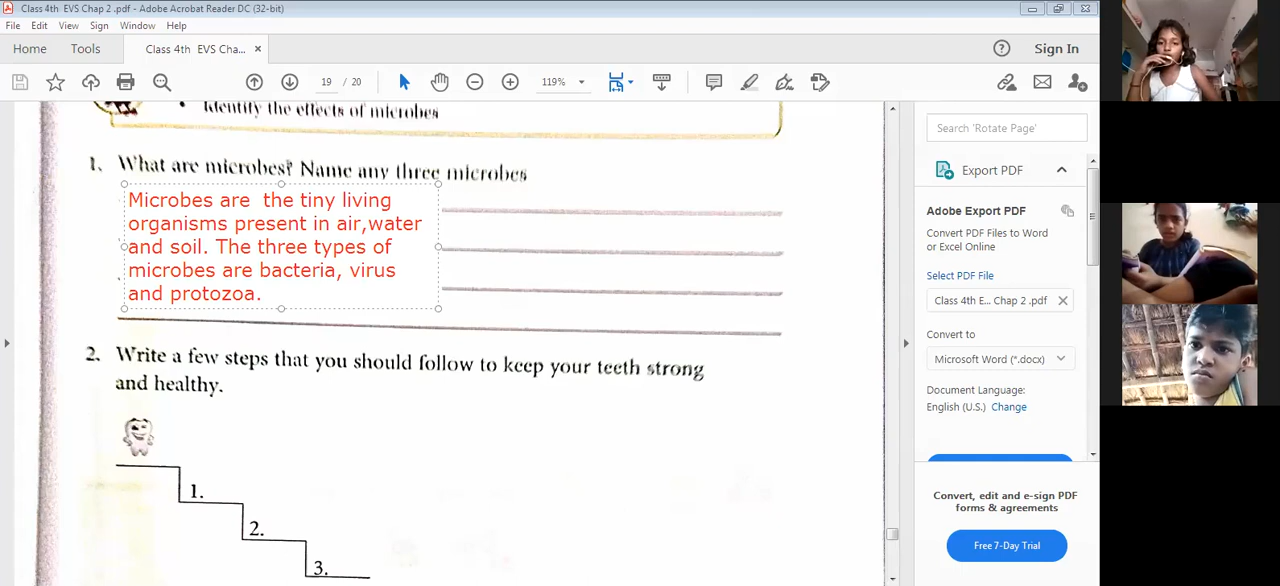 Class 4th EVS Chap 2 .pdf - Adobe Acrobat Reader DC (32-bit)
File Edit View Sign Window Help
Home Tools Class 4th EVS Cha... × Sign In
19 / 20 119%
Identify the effects of microbes
1. What are microbes? Name any three microbes
Microbes are the tiny living
organisms present in air,water
and soil. The three types of
microbes are bacteria, virus
and protozoa.
2. Write a few steps that you should follow to keep your teeth strong
and healthy.
1.
2.
3.
Search 'Rotate Page'
Export PDF
Adobe Export PDF
Convert PDF Files to Word
or Excel Online
Select PDF File
Class 4th E... Chap 2 .pdf
Convert to
Microsoft Word (*.docx)
Document Language:
English (U.S.) Change
Convert, edit and e-sign PDF
forms & agreements
Free 7-Day Trial